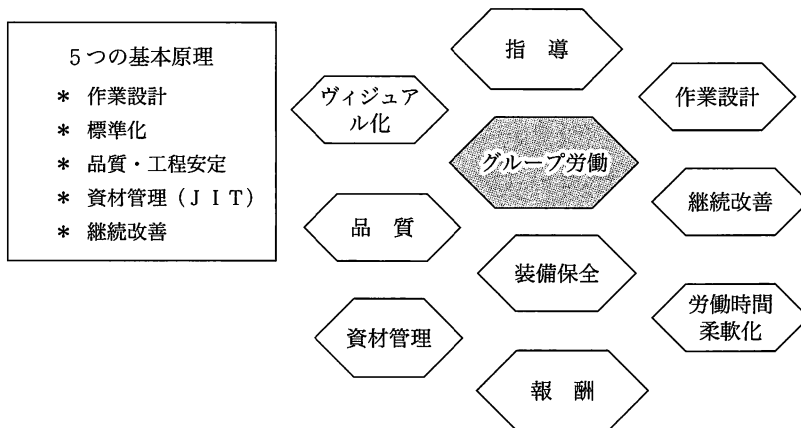 5つの基本原理
* 作業設計
* 標準化
* 品質・工程安定
* 資材管理（JIT）
* 継続改善
指 導
ヴィジュア
ル化
作業設計
グループ労働
品 質
継続改善
装備保全
資材管理
労働時間
柔軟化
報 酬